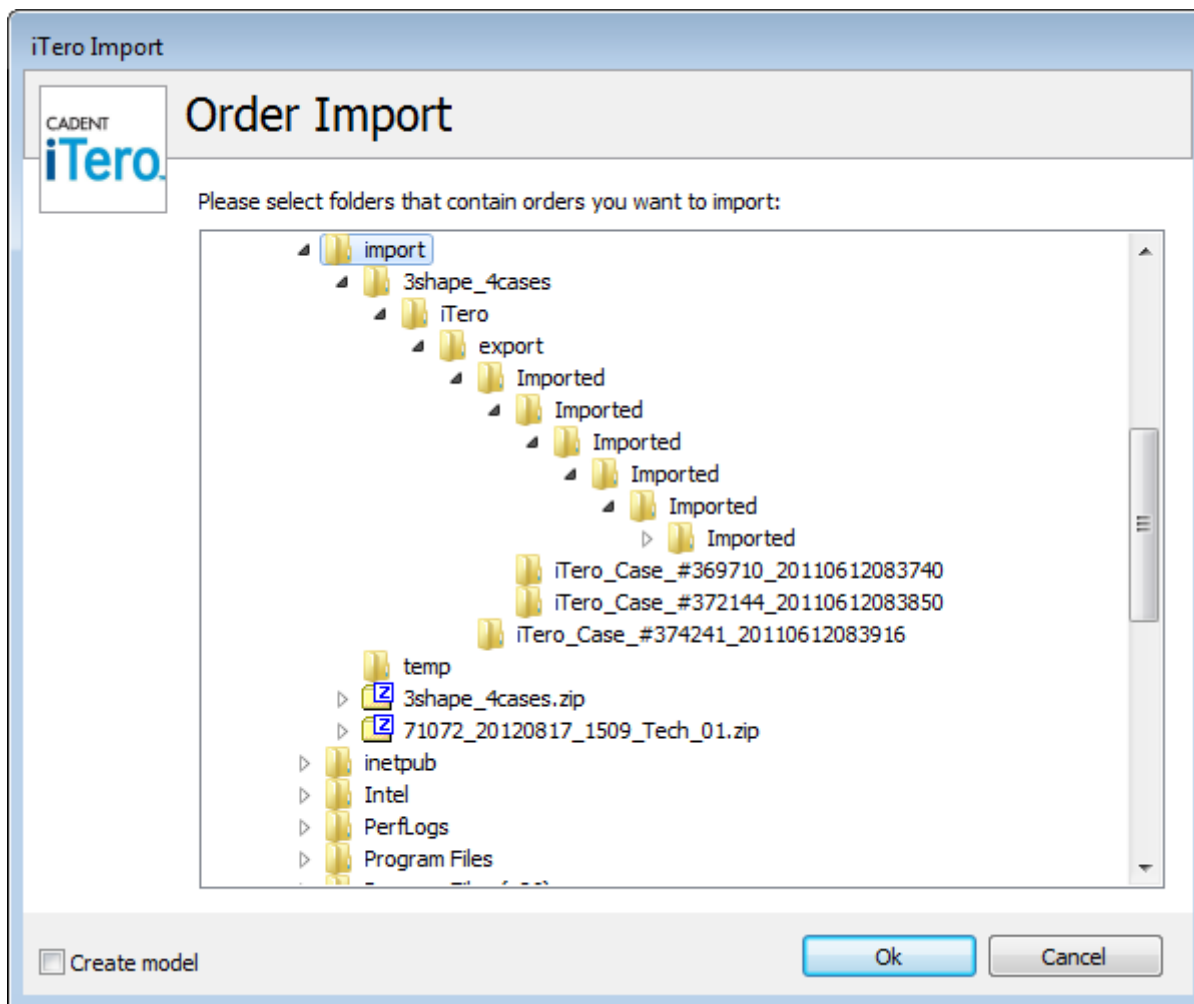 iTero Import
CADENT
iTero
Order Import
Please select folders that contain orders you want to import:
import
3shape_4cases
iTero
export
Imported
Imported
Imported
Imported
Imported
Imported
iTero_Case_#369710_20110612083740
iTero_Case_#372144_20110612083850
iTero_Case_#374241_20110612083916
temp
3shape_4cases.zip
71072_20120817_1509_Tech_01.zip
inetpub
Intel
PerfLogs
Program Files
Create model
Ok
Cancel